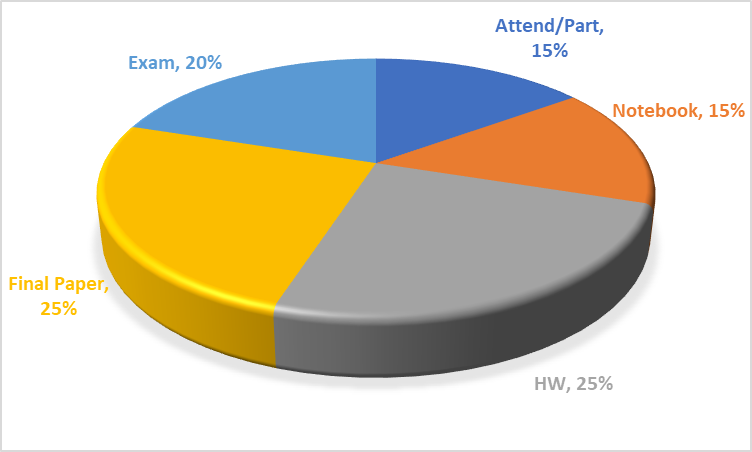 Attend/Part,
15%
Exam, 20%
Notebook, 15%
Final Paper,
25%
HW, 25%